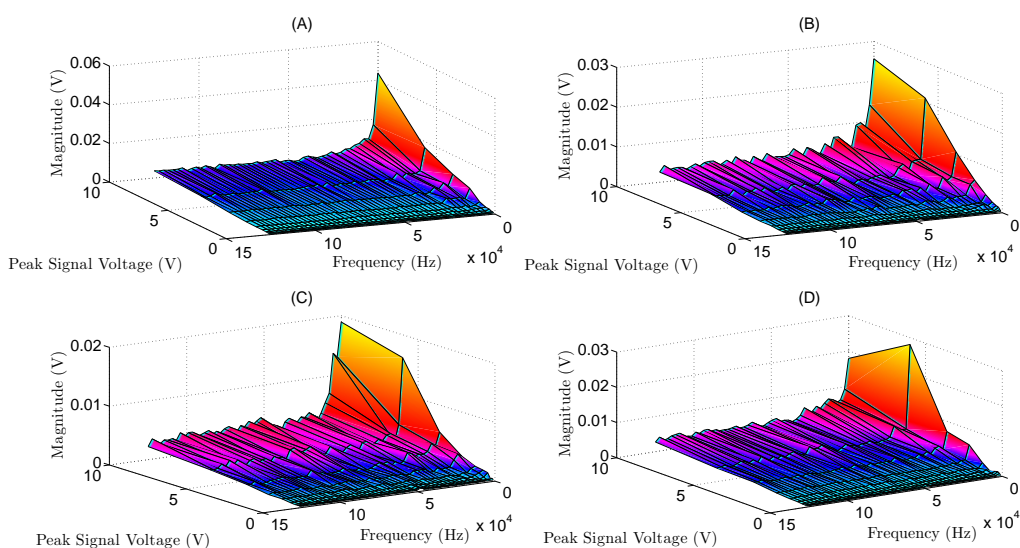 (A)
0.06
0.04
0.02
0
Magnitude (V)
10
5
0
Peak Signal Voltage (V)
15
10
5
0
x 10^4
Frequency (Hz)
(B)
0.03
0.02
0.01
0
Magnitude (V)
10
5
0
Peak Signal Voltage (V)
15
10
5
0
x 10^4
Frequency (Hz)
(C)
0.02
0.01
0
Magnitude (V)
10
5
0
Peak Signal Voltage (V)
15
10
5
0
x 10^4
Frequency (Hz)
(D)
0.03
0.02
0.01
0
Magnitude (V)
10
5
0
Peak Signal Voltage (V)
15
10
5
0
x 10^4
Frequency (Hz)